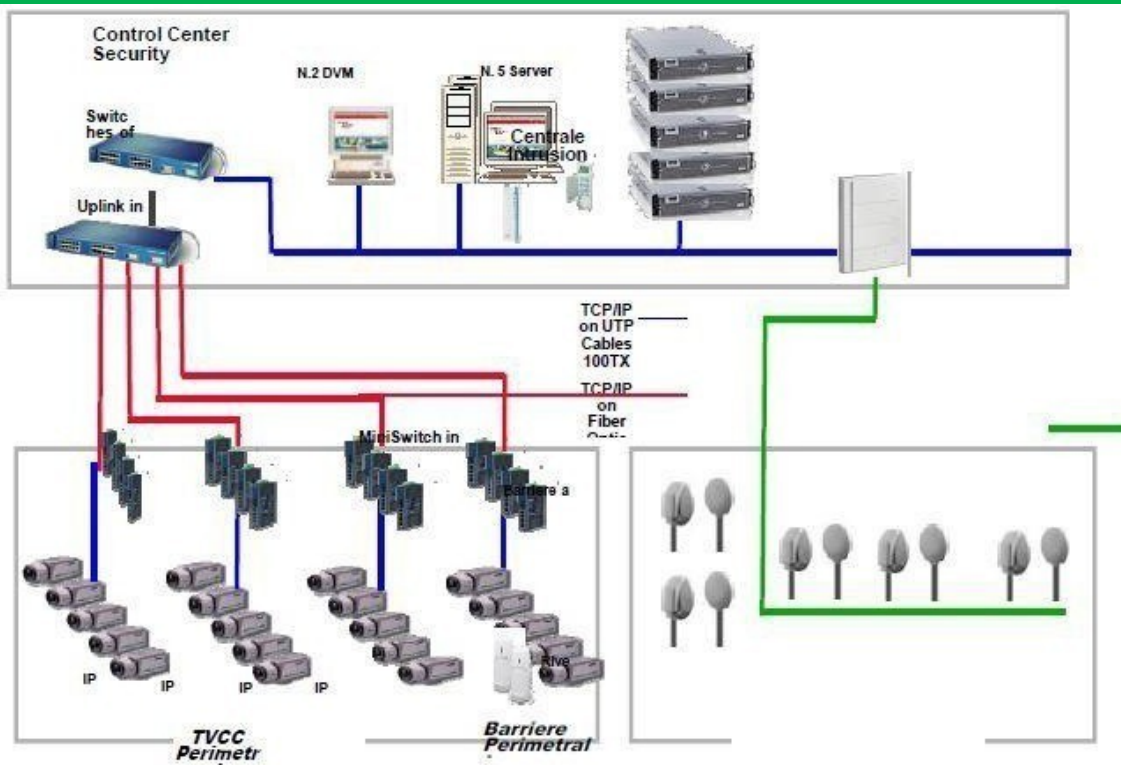 Control Center
Security
N.2 DVM
N. 5 Server
Switc
hes of
Centrale
Intrusion
Uplink in
TCP/IP
on UTP
Cables
100TX
TCP/IP
on
Fiber
MiniSwitch in
Barriere a
Rive
IP
IP
IP
IP
TVCC
Perimetr
Barriere
Perimetral